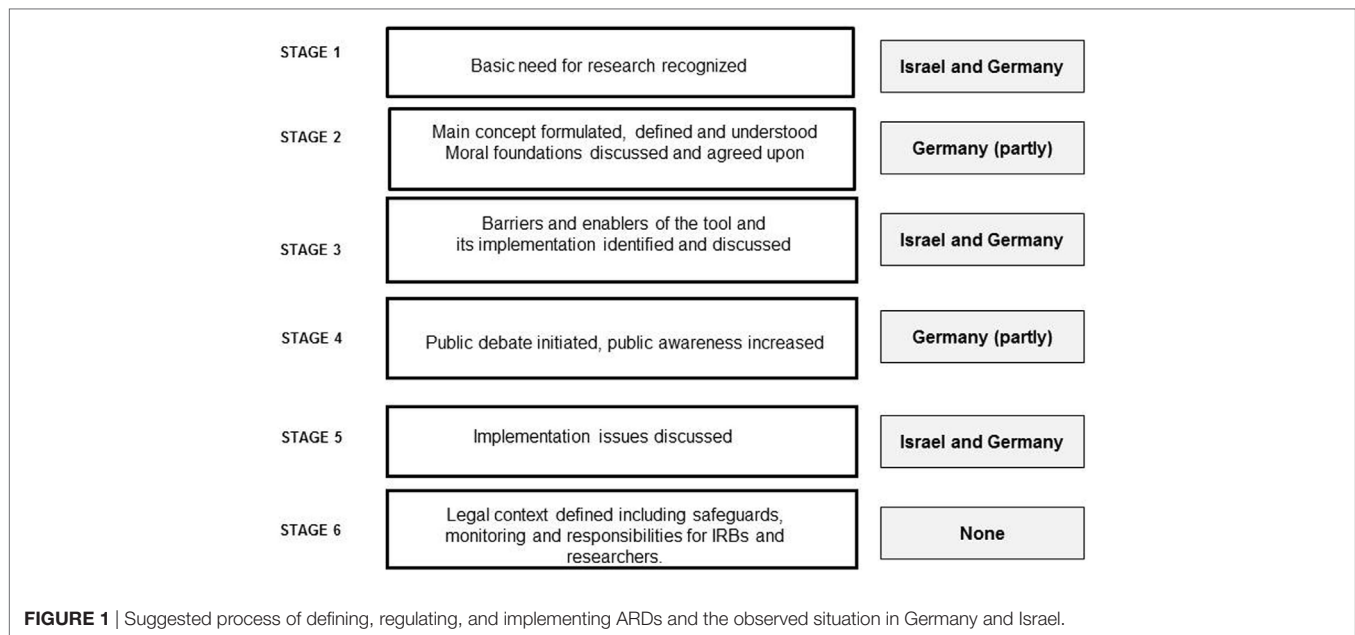 STAGE 1
Basic need for research recognized
Israel and Germany
STAGE 2
Main concept formulated, defined and understood
Moral foundations discussed and agreed upon
Germany (partly)
STAGE 3
Barriers and enablers of the tool and
its implementation identified and discussed
Israel and Germany
STAGE 4
Public debate initiated, public awareness increased
Germany (partly)
STAGE 5
Implementation issues discussed
Israel and Germany
STAGE 6
Legal context defined including safeguards,
monitoring and responsibilities for IRBs and
researchers.
None
FIGURE 1 | Suggested process of defining, regulating, and implementing ARDs and the observed situation in Germany and Israel.